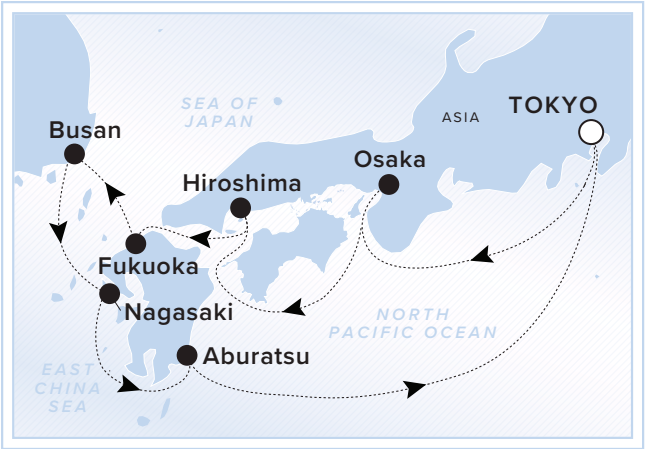 SEA OF
JAPAN
ASIA
TOKYO
Busan
Osaka
Hiroshima
Fukuoka
Nagasaki
NORTH
PACIFIC OCEAN
Aburatsu
EAST
CHINA
SEA